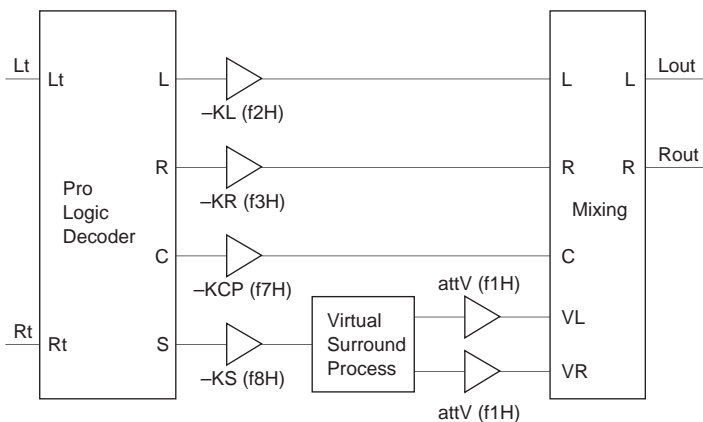 Lt
Lt
L
–KL (f2H)
L
L
Lout
R
–KR (f3H)
R
R
Rout
Pro
Logic
Decoder
Mixing
C
–KCP (f7H)
C
attV (f1H)
Rt
Rt
S
–KS (f8H)
Virtual
Surround
Process
VL
VR
attV (f1H)